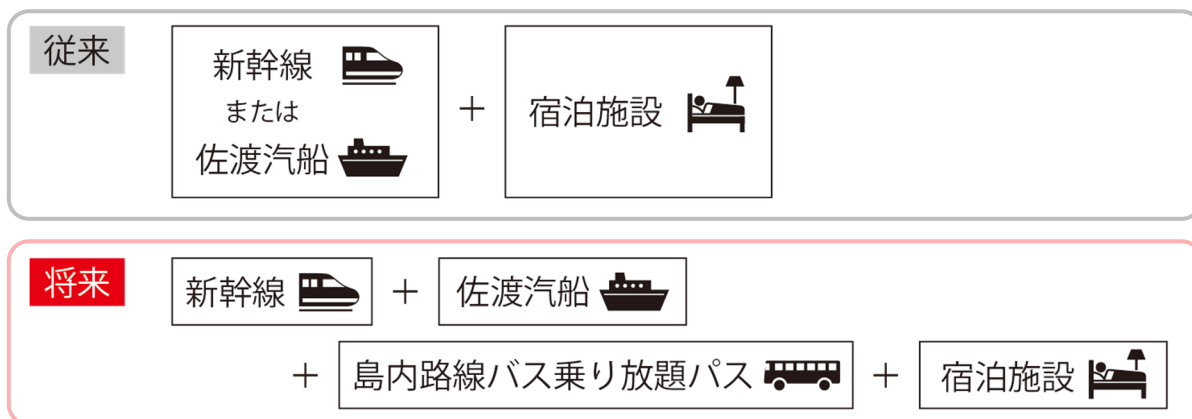 従来
新幹線
または
佐渡汽船
+
宿泊施設
将来
新幹線
+
佐渡汽船
+
島内路線バス乗り放題パス
+
宿泊施設